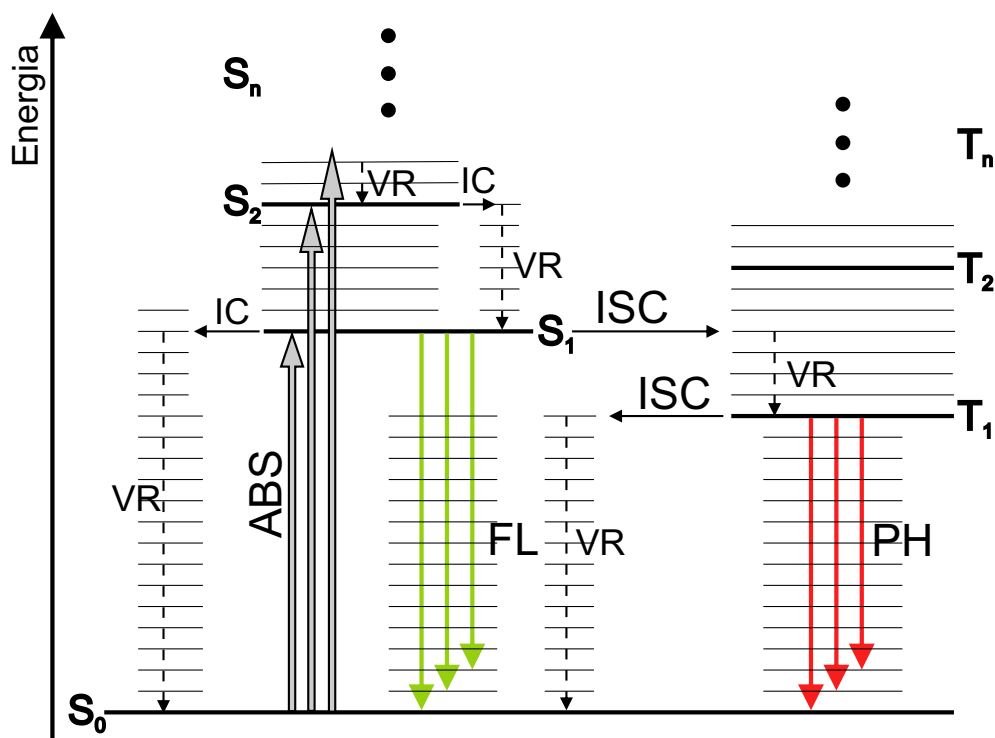 Energia
Sₙ
Tₙ
VR
IC
S₂
VR
T₂
IC
S₁
ISC
VR
ISC
T₁
VR
ABS
FL
VR
PH
S₀